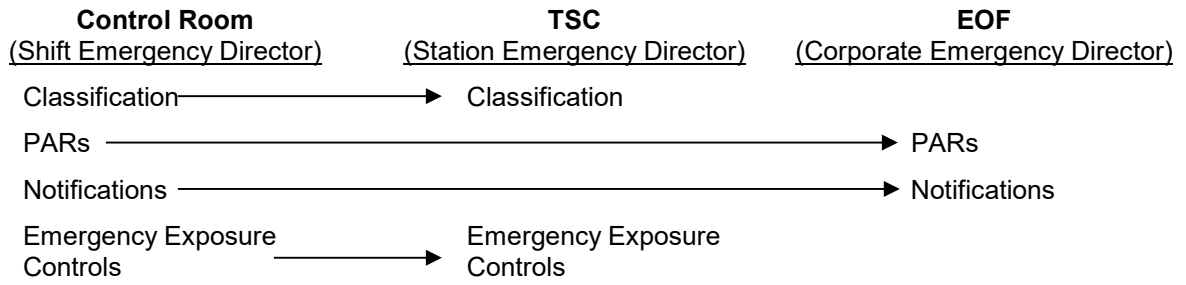 Control Room TSC EOF
(Shift Emergency Director) (Station Emergency Director) (Corporate Emergency Director)
Classification Classification
PARs PARs
Notifications Notifications
Emergency Exposure Emergency Exposure
Controls Controls